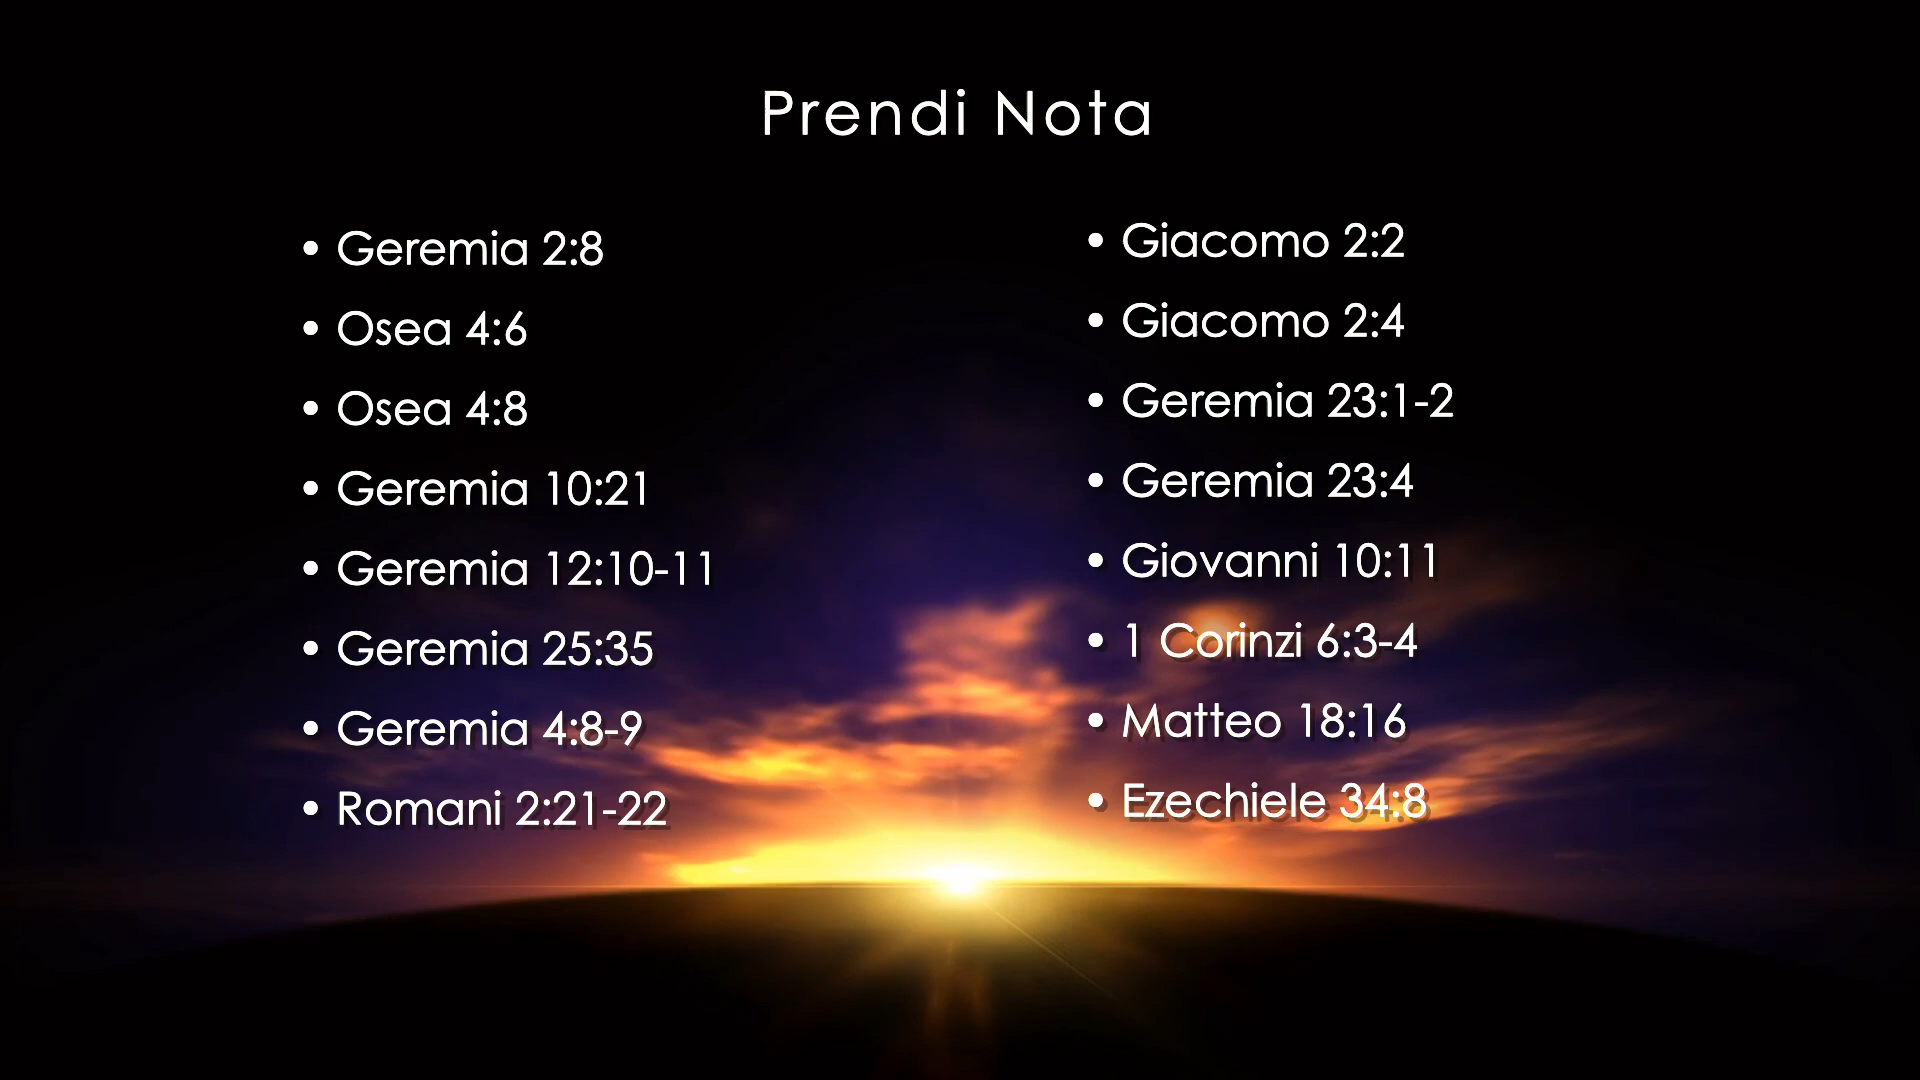 Prendi Nota
• Geremia 2:8
• Osea 4:6
• Osea 4:8
• Geremia 10:21
• Geremia 12:10-11
• Geremia 25:35
• Geremia 4:8-9
• Romani 2:21-22
• Giacomo 2:2
• Giacomo 2:4
• Geremia 23:1-2
• Geremia 23:4
• Giovanni 10:11
• 1 Corinzi 6:3-4
• Matteo 18:16
• Ezechiele 34:8